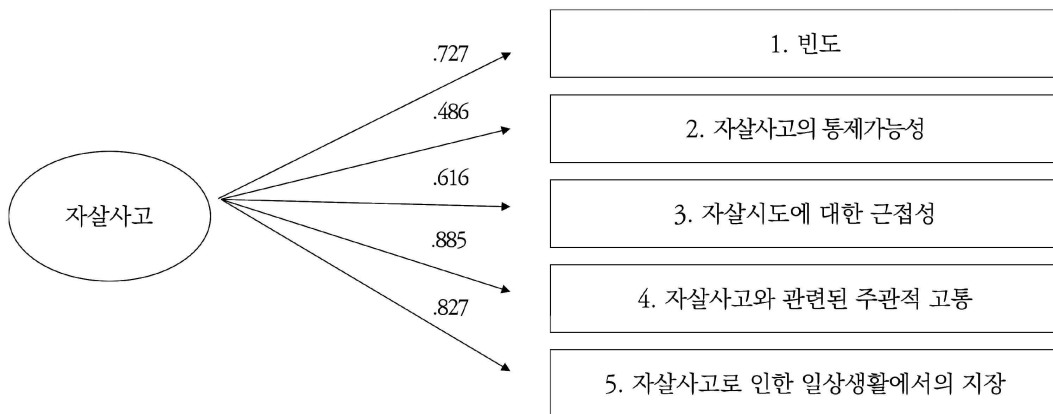 .727
1. 빈도
.486
2. 자살사고의 통제가능성
.616
3. 자살시도에 대한 근접성
자살사고
.885
4. 자살사고와 관련된 주관적 고통
.827
5. 자살사고로 인한 일상생활에서의 지장